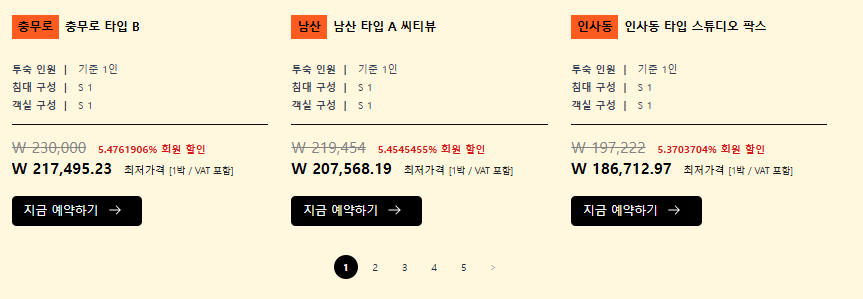 충무로 충무로 타입 B
투숙 인원 | 기준 1인
침대 구성 | S 1
객실 구성 | S 1
₩ 230,000 5.4761906% 회원 할인
₩ 217,495.23 최저가격 [1박 / VAT 포함]
지금 예약하기 →
남산 남산 타입 A 씨티뷰
투숙 인원 | 기준 1인
침대 구성 | S 1
객실 구성 | S 1
₩ 219,454 5.4545455% 회원 할인
₩ 207,568.19 최저가격 [1박 / VAT 포함]
지금 예약하기 →
인사동 인사동 타입 스튜디오 팍스
투숙 인원 | 기준 1인
침대 구성 | S 1
객실 구성 | S 1
₩ 197,222 5.3703704% 회원 할인
₩ 186,712.97 최저가격 [1박 / VAT 포함]
지금 예약하기 →
1 2 3 4 5 >